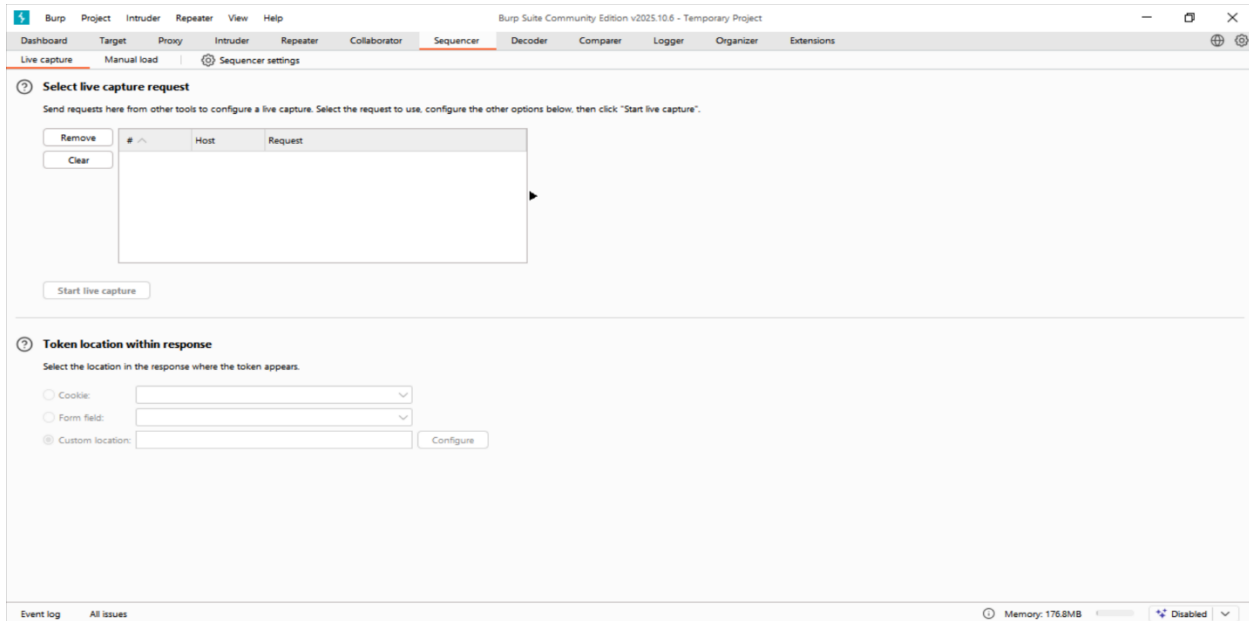 Burp Project Intruder Repeater View Help Burp Suite Community Edition v2025.10.6 - Temporary Project
Dashboard Target Proxy Intruder Repeater Collaborator Sequencer Decoder Comparer Logger Organizer Extensions
Live capture Manual load Sequencer settings
? Select live capture request
Send requests here from other tools to configure a live capture. Select the request to use, configure the other options below, then click "Start live capture".
Remove # Host Request
Clear
Start live capture
? Token location within response
Select the location in the response where the token appears.
Cookie:
Form field:
Custom location: Configure
Event log All issues Memory: 176.8MB Disabled